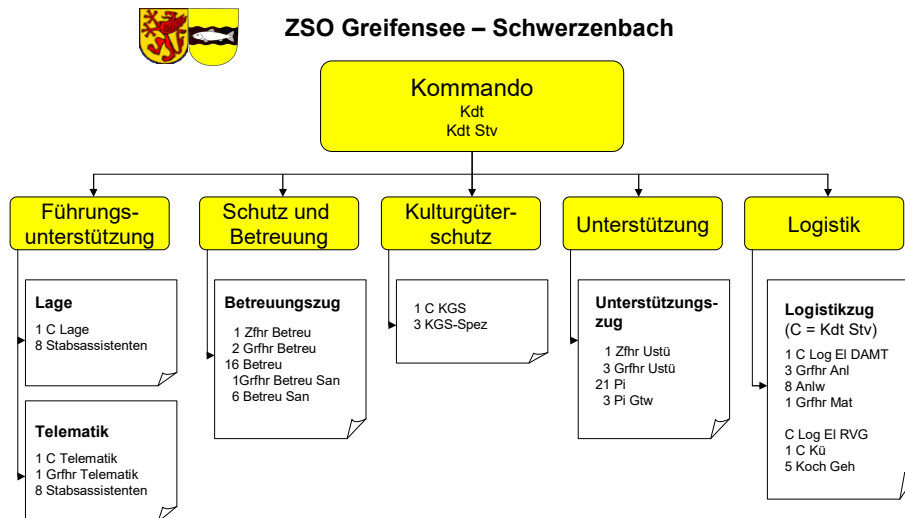 ZSO Greifensee – Schwerzenbach
Kommando
Kdt
Kdt Stv
Führungs-
unterstützung
Schutz und
Betreuung
Kulturgüter-
schutz
Unterstützung
Logistik
Lage
1 C Lage
8 Stabsassistenten
Telematik
1 C Telematik
1 Grfhr Telematik
8 Stabsassistenten
Betreuungszug
1 Zfhr Betreu
2 Grfhr Betreu
16 Betreu
1Grfhr Betreu San
6 Betreu San
1 C KGS
3 KGS-Spez
Unterstützungs-
zug
1 Zfhr Ustü
3 Grfhr Ustü
21 Pi
3 Pi Gtw
Logistikzug
(C = Kdt Stv)
1 C Log El DAMT
3 Grfhr Anl
8 Anlw
1 Grfhr Mat
C Log El RVG
1 C Kü
5 Koch Geh